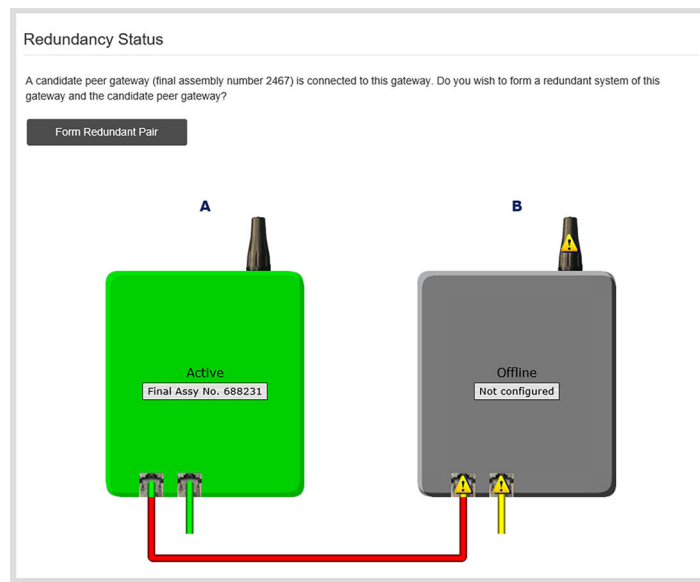 Redundancy Status
A candidate peer gateway (final assembly number 2467) is connected to this gateway. Do you wish to form a redundant system of this
gateway and the candidate peer gateway?
Form Redundant Pair
A
B
Active
Final Assy No. 688231
Offline
Not configured